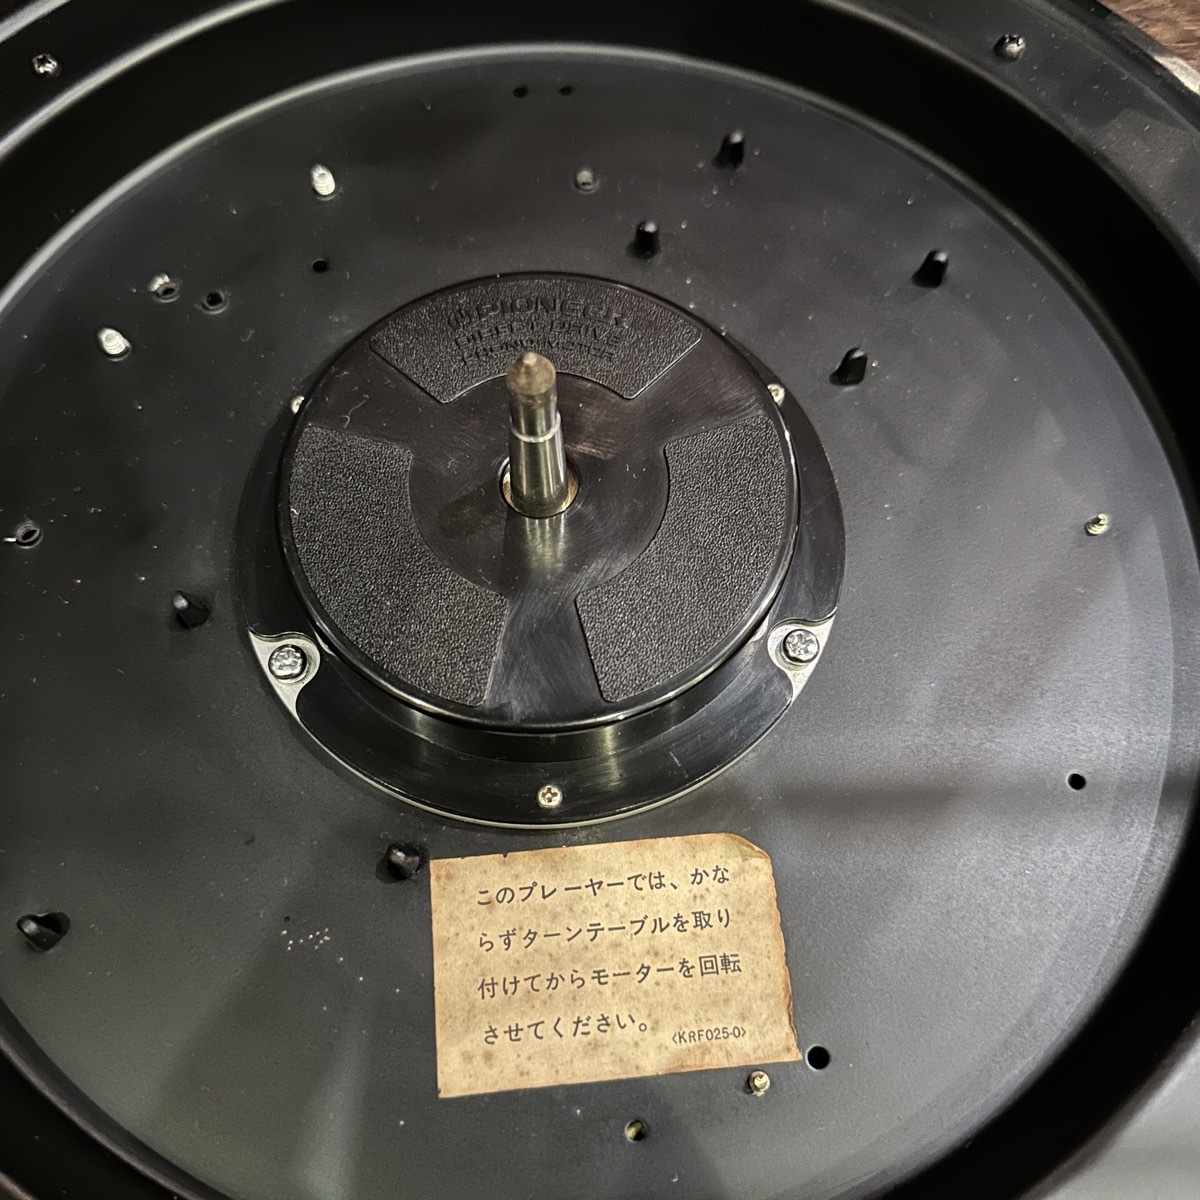 PIONEER
DIRECT DRIVE
PHONO MOTOR
このプレーヤーでは、かな
らずターンテーブルを取り
付けてからモーターを回転
させてください。
〈KRF025-0〉